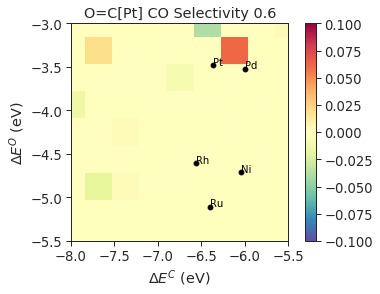 O=C[Pt] CO Selectivity 0.6
−3.0
−3.5
−4.0
−4.5
−5.0
−5.5
ΔE^O (eV)
Pt
Pd
Rh
Ni
Ru
−8.0 −7.5 −7.0 −6.5 −6.0 −5.5
ΔE^C (eV)
0.100
0.075
0.050
0.025
0.000
−0.025
−0.050
−0.075
−0.100